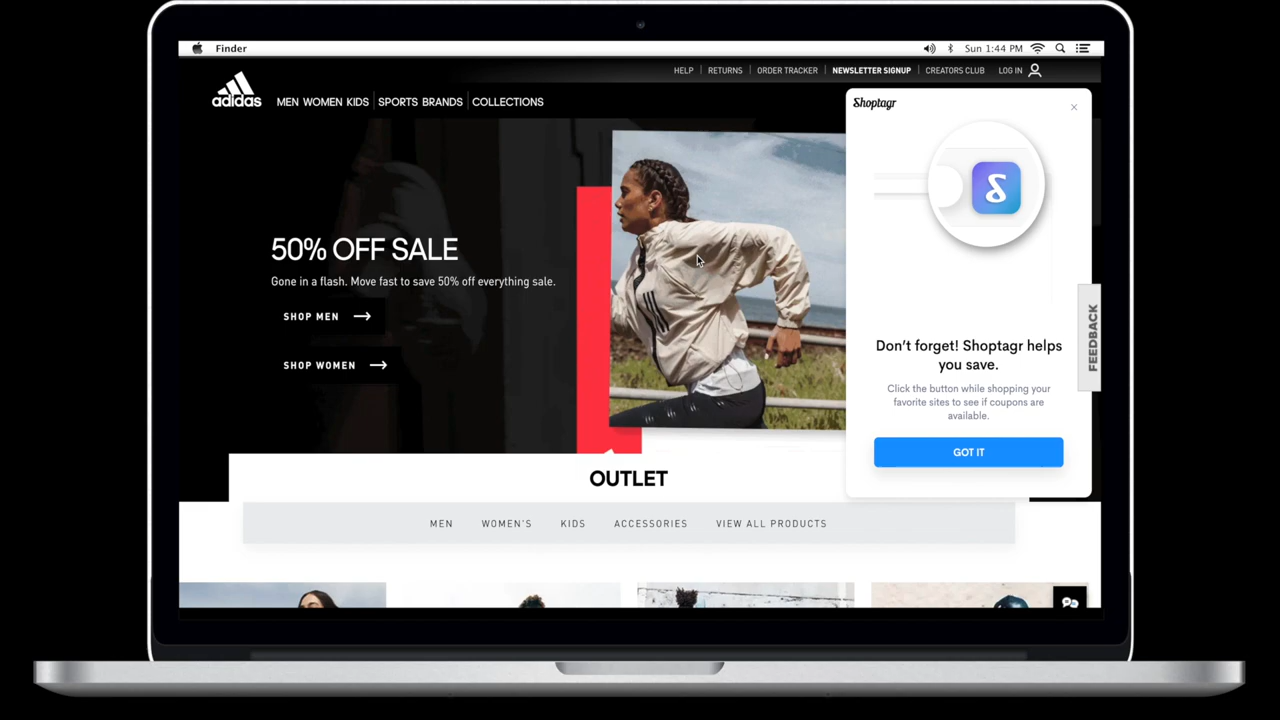 Finder
Sun 1:44 PM
HELP
RETURNS
ORDER TRACKER
NEWSLETTER SIGNUP
CREATORS CLUB
LOG IN
adidas
MEN WOMEN KIDS
SPORTS BRANDS
COLLECTIONS
50% OFF SALE
Gone in a flash. Move fast to save 50% off everything sale.
SHOP MEN
SHOP WOMEN
Shoptagr
Don't forget! Shoptagr helps
you save.
Click the button while shopping your
favorite sites to see if coupons are
available.
GOT IT
FEEDBACK
OUTLET
MEN
WOMEN'S
KIDS
ACCESSORIES
VIEW ALL PRODUCTS